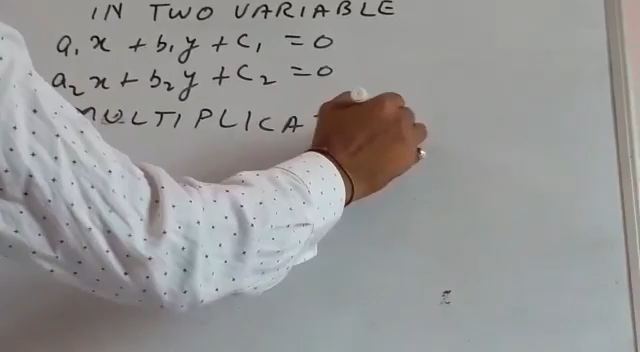 IN TWO VARIABLE
a₁x + b₁y + c₁ = 0
a₂x + b₂y + c₂ = 0
MULTIPLICA